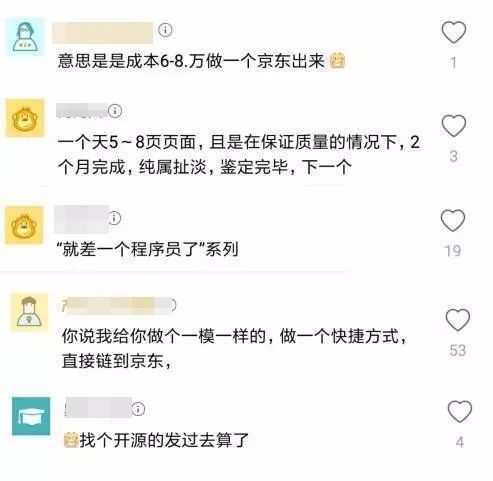 意思是是成本6-8.万做一个京东出来
1
一个天5～8页页面，且是在保证质量的情况下，2
个月完成，纯属扯淡，鉴定完毕，下一个
3
“就差一个程序员了”系列
19
你说我给你做个一模一样的，做一个快捷方式，
直接链到京东，
53
找个开源的发过去算了
4